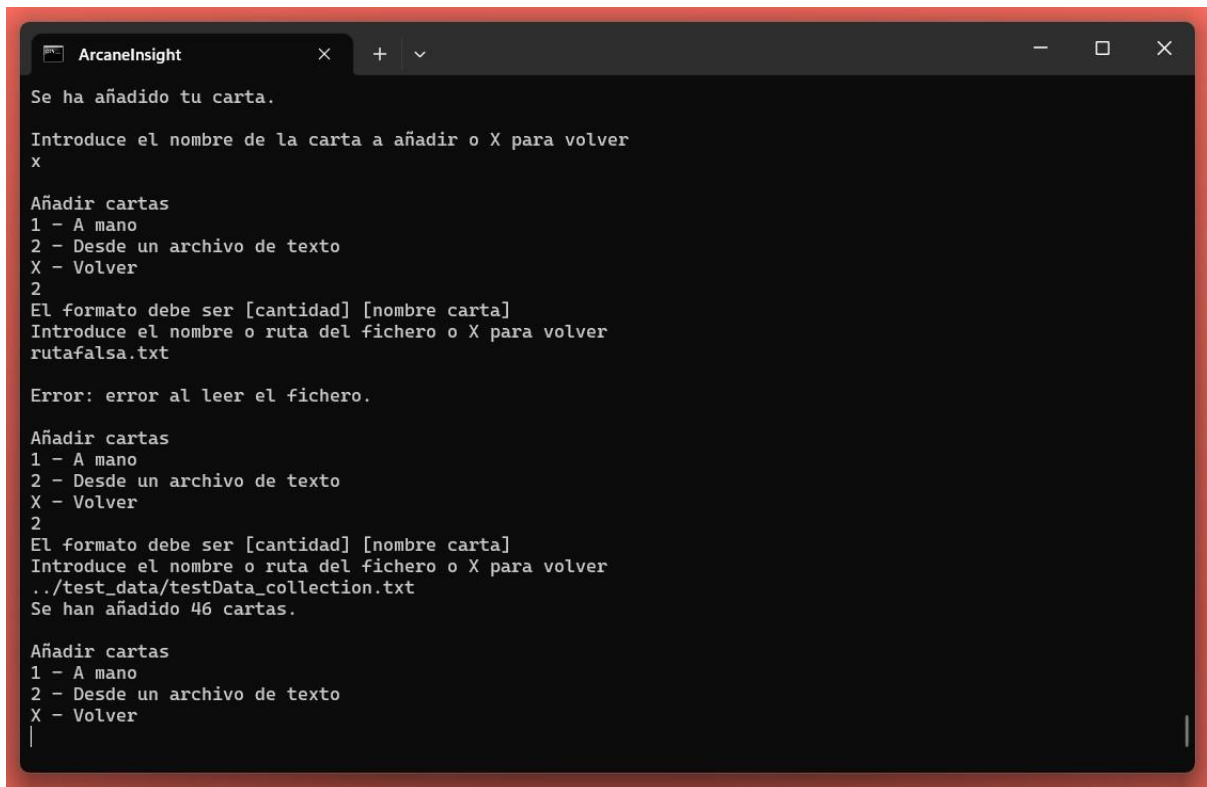 ArcaneInsight
Se ha añadido tu carta.
Introduce el nombre de la carta a añadir o X para volver
x
Añadir cartas
1 - A mano
2 - Desde un archivo de texto
X - Volver
2
El formato debe ser [cantidad] [nombre carta]
Introduce el nombre o ruta del fichero o X para volver
rutafalsa.txt
Error: error al leer el fichero.
Añadir cartas
1 - A mano
2 - Desde un archivo de texto
X - Volver
2
El formato debe ser [cantidad] [nombre carta]
Introduce el nombre o ruta del fichero o X para volver
../test_data/testData_collection.txt
Se han añadido 46 cartas.
Añadir cartas
1 - A mano
2 - Desde un archivo de texto
X - Volver